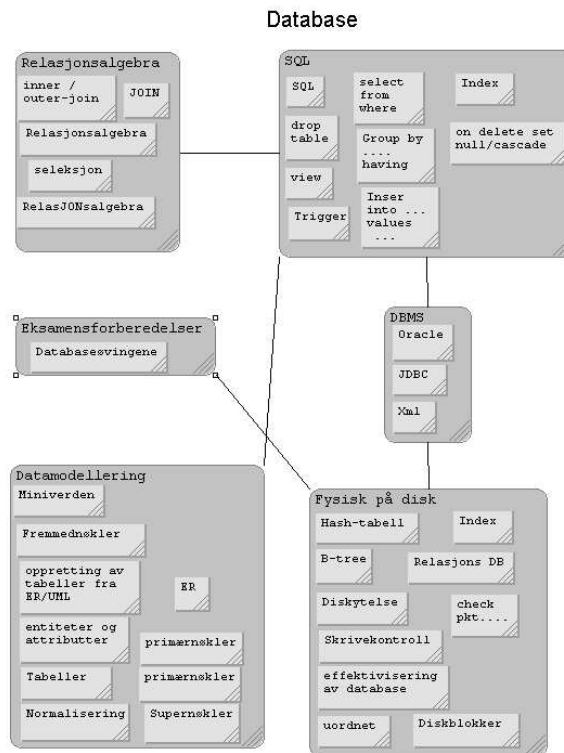 Database
Relasjonsalgebra
inner /
outer-join
JOIN
Relasjonsalgebra
seleksjon
RelasJONsalgebra
SQL
SQL
select
from
where
Index
drop
table
Group by
....
having
on delete set
null/cascade
view
Trigger
Inser
into ...
values
...
Eksamensforberedelser
Databaseøvingene
DBMS
Oracle
JDBC
Xml
Datamodellering
Miniverden
Fremmednøkler
oppretting av
tabeller fra
ER/UML
ER
entiteter og
attributter
primærnøkler
Tabeller
primærnøkler
Normalisering
Supernøkler
Fysisk på disk
Hash-tabell
Index
B-tree
Relasjons DB
Diskytelse
check
pkt....
Skrivekontroll
effektivisering
av database
uordnet
Diskblokker